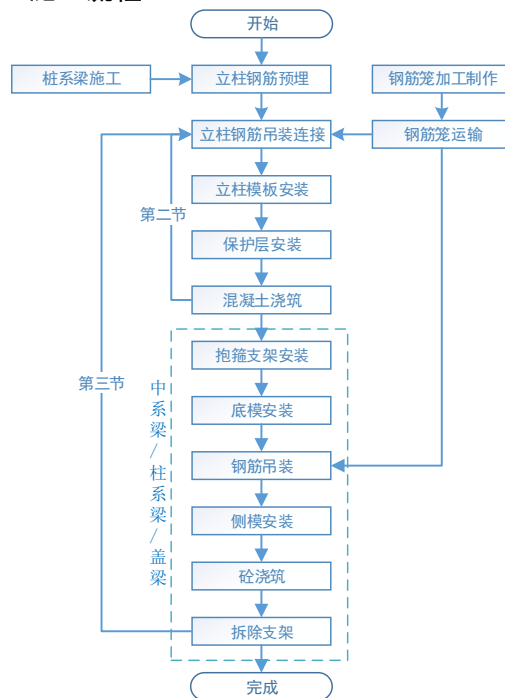 开始
桩系梁施工
立柱钢筋预埋
钢筋笼加工制作
立柱钢筋吊装连接
钢筋笼运输
立柱模板安装
第二节
保护层安装
混凝土浇筑
抱箍支架安装
第三节
中系梁/柱系梁/盖梁
底模安装
钢筋吊装
侧模安装
砼浇筑
拆除支架
完成